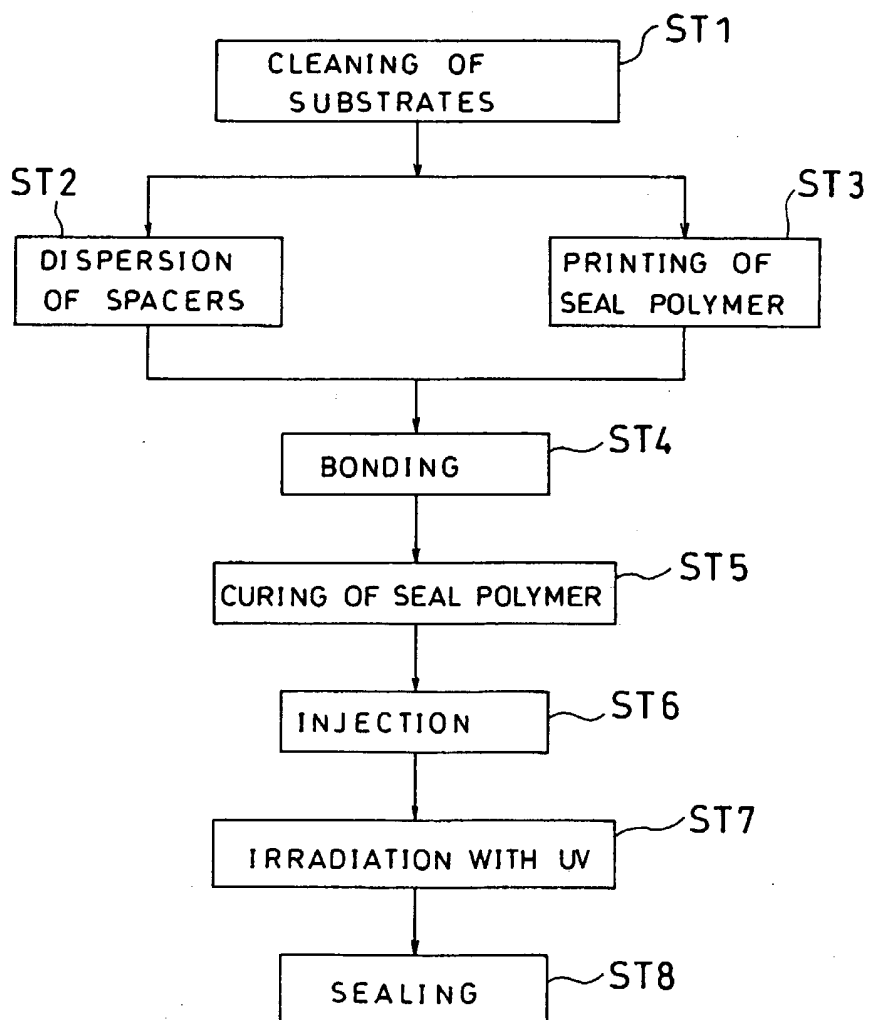 ST1
CLEANING OF
SUBSTRATES
ST2
ST3
DISPERSION
OF SPACERS
PRINTING OF
SEAL POLYMER
ST4
BONDING
ST5
CURING OF SEAL POLYMER
ST6
INJECTION
ST7
IRRADIATION WITH UV
ST8
SEALING